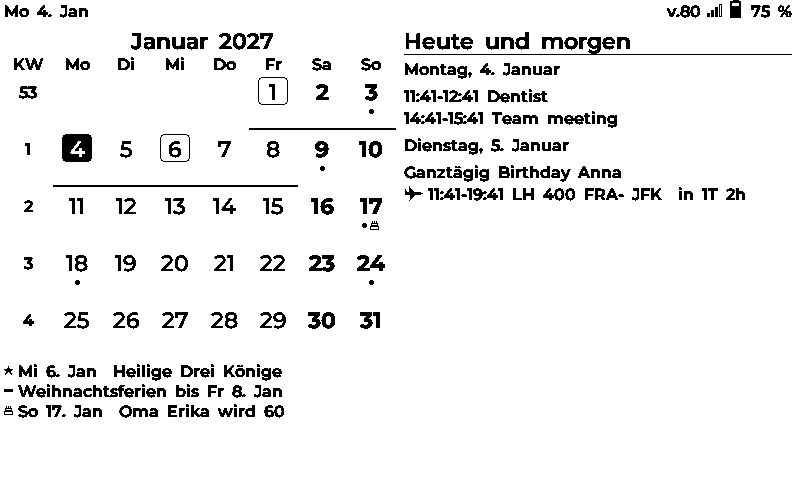 Mo 4. Jan
v.80 75 %
Januar 2027
KW Mo Di Mi Do Fr Sa So
53 1 2 3
1 4 5 6 7 8 9 10
2 11 12 13 14 15 16 17
3 18 19 20 21 22 23 24
4 25 26 27 28 29 30 31
Mi 6. Jan Heilige Drei Könige
Weihnachtsferien bis Fr 8. Jan
So 17. Jan Oma Erika wird 60
Heute und morgen
Montag, 4. Januar
11:41-12:41 Dentist
14:41-15:41 Team meeting
Dienstag, 5. Januar
Ganztägig Birthday Anna
11:41-19:41 LH 400 FRA- JFK in 1T 2h